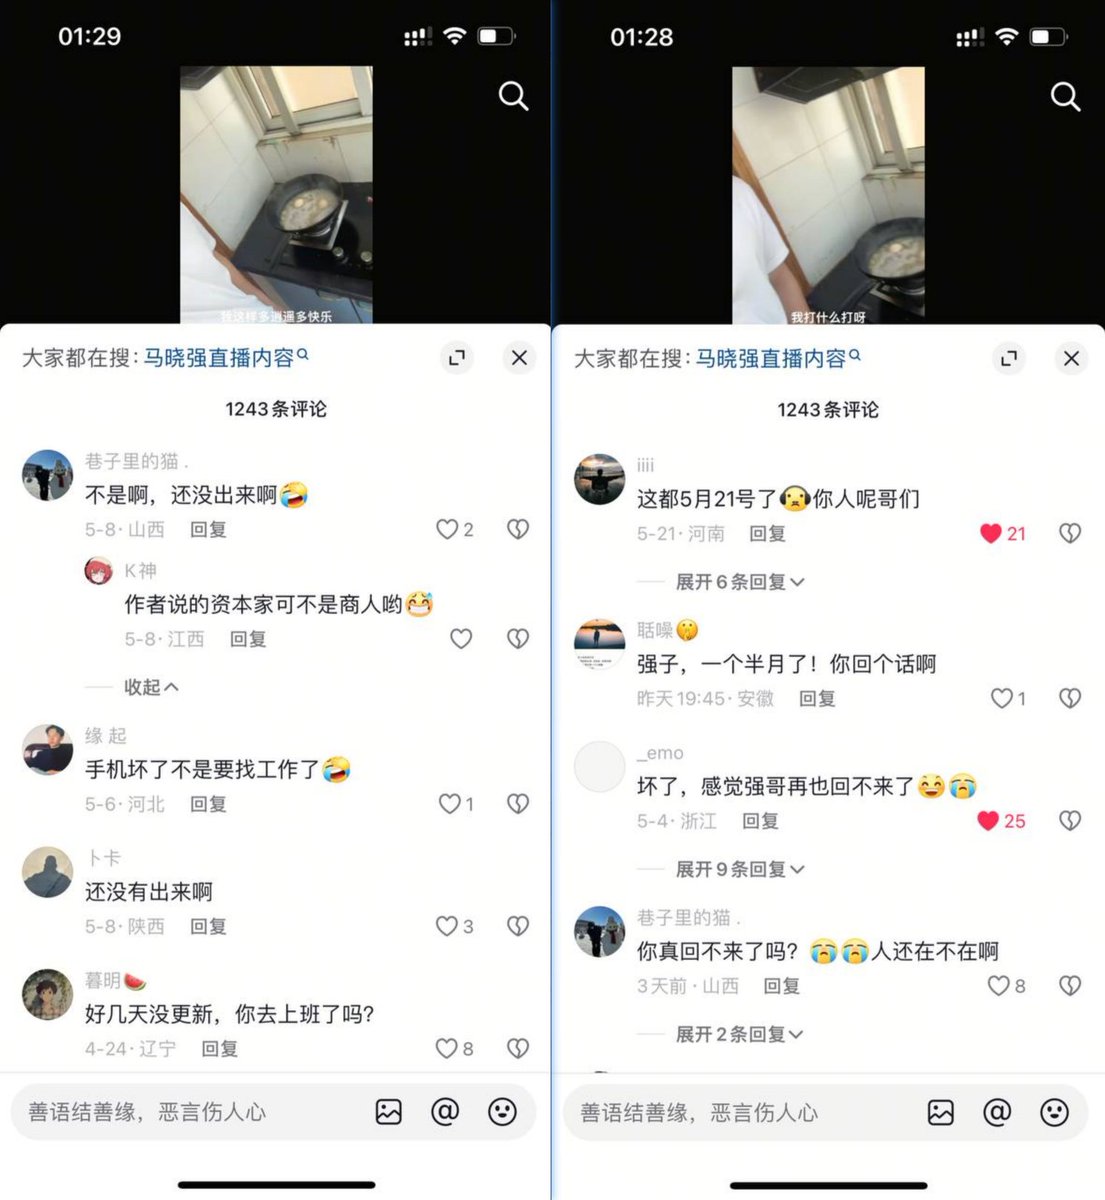 01:29
我这样多逍遥多快乐
大家都在搜：马晓强直播内容
1243条评论
巷子里的猫 .
不是啊，还没出来啊
5-8·山西 回复 2
K神
作者说的资本家可不是商人哟
5-8·江西 回复
收起
缘 起
手机坏了不是要找工作了
5-6·河北 回复 1
卜卡
还没有出来啊
5-8·陕西 回复 3
暮明
好几天没更新，你去上班了吗？
4-24·辽宁 回复 8
善语结善缘，恶言伤人心
01:28
我打什么打呀
大家都在搜：马晓强直播内容
1243条评论
iiii
这都5月21号了你人呢哥们
5-21·河南 回复 21
展开6条回复
聒噪
强子，一个半月了！你回个话啊
昨天19:45·安徽 回复 1
_emo
坏了，感觉强哥再也回不来了
5-4·浙江 回复 25
展开9条回复
巷子里的猫 .
你真回不来了吗？人还在不在啊
3天前·山西 回复 8
展开2条回复
善语结善缘，恶言伤人心